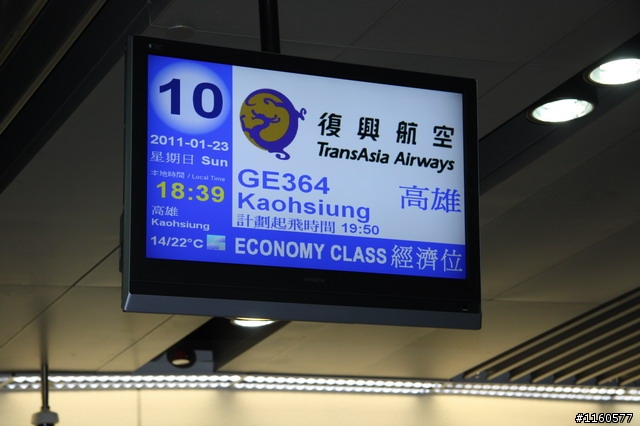 10
2011-01-23
星期日 Sun
本地時間 / Local Time
18:39
高雄
Kaohsiung
14/22°C
復興航空
TransAsia Airways
GE364
Kaohsiung
高雄
計劃起飛時間 19:50
ECONOMY CLASS 經濟位
#1160577